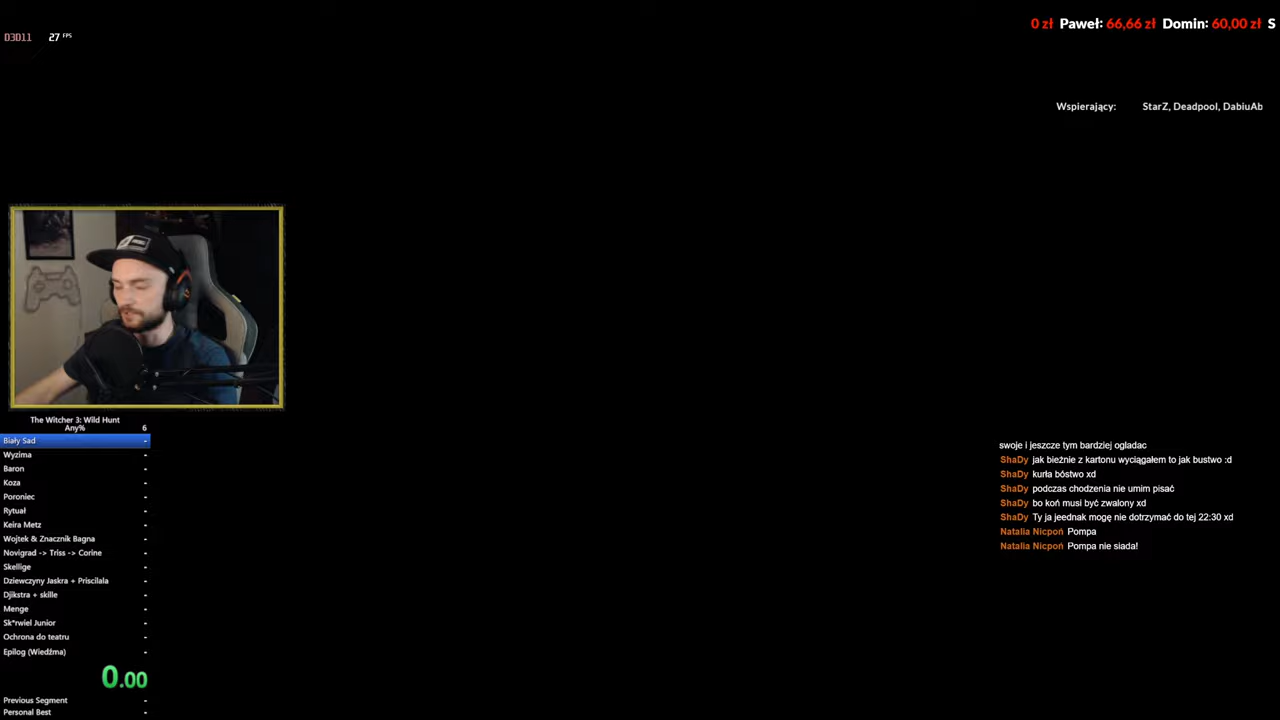 0 zł Paweł: 66,66 zł Domin: 60,00 zł S
D3D11 27 FPS
Wspierający: StarZ, Deadpool, DabiuAb
The Witcher 3: Wild Hunt
Any% 6
Biały Sad -
Wyzima -
Baron -
Koza -
Poroniec -
Rytuał -
Keira Metz -
Wojtek & Znacznik Bagna -
Novigrad -> Triss -> Corine -
Skellige -
Dziewczyny Jaskra + Priscilala -
Djikstra + skille -
Menge -
Sk*rwiel Junior -
Ochrona do teatru -
Epilog (Wiedźma) -
0.00
Previous Segment -
Personal Best -
swoje i jeszcze tym bardziej ogladac
ShaDy jak bieżnie z kartonu wyciągałem to jak bustwo :d
ShaDy kurła bóstwo xd
ShaDy podczas chodzenia nie umim pisać
ShaDy bo koń musi być zwalony xd
ShaDy Ty ja jeednak mogę nie dotrzymać do tej 22:30 xd
Natalia Nicpoń Pompa
Natalia Nicpoń Pompa nie siada!